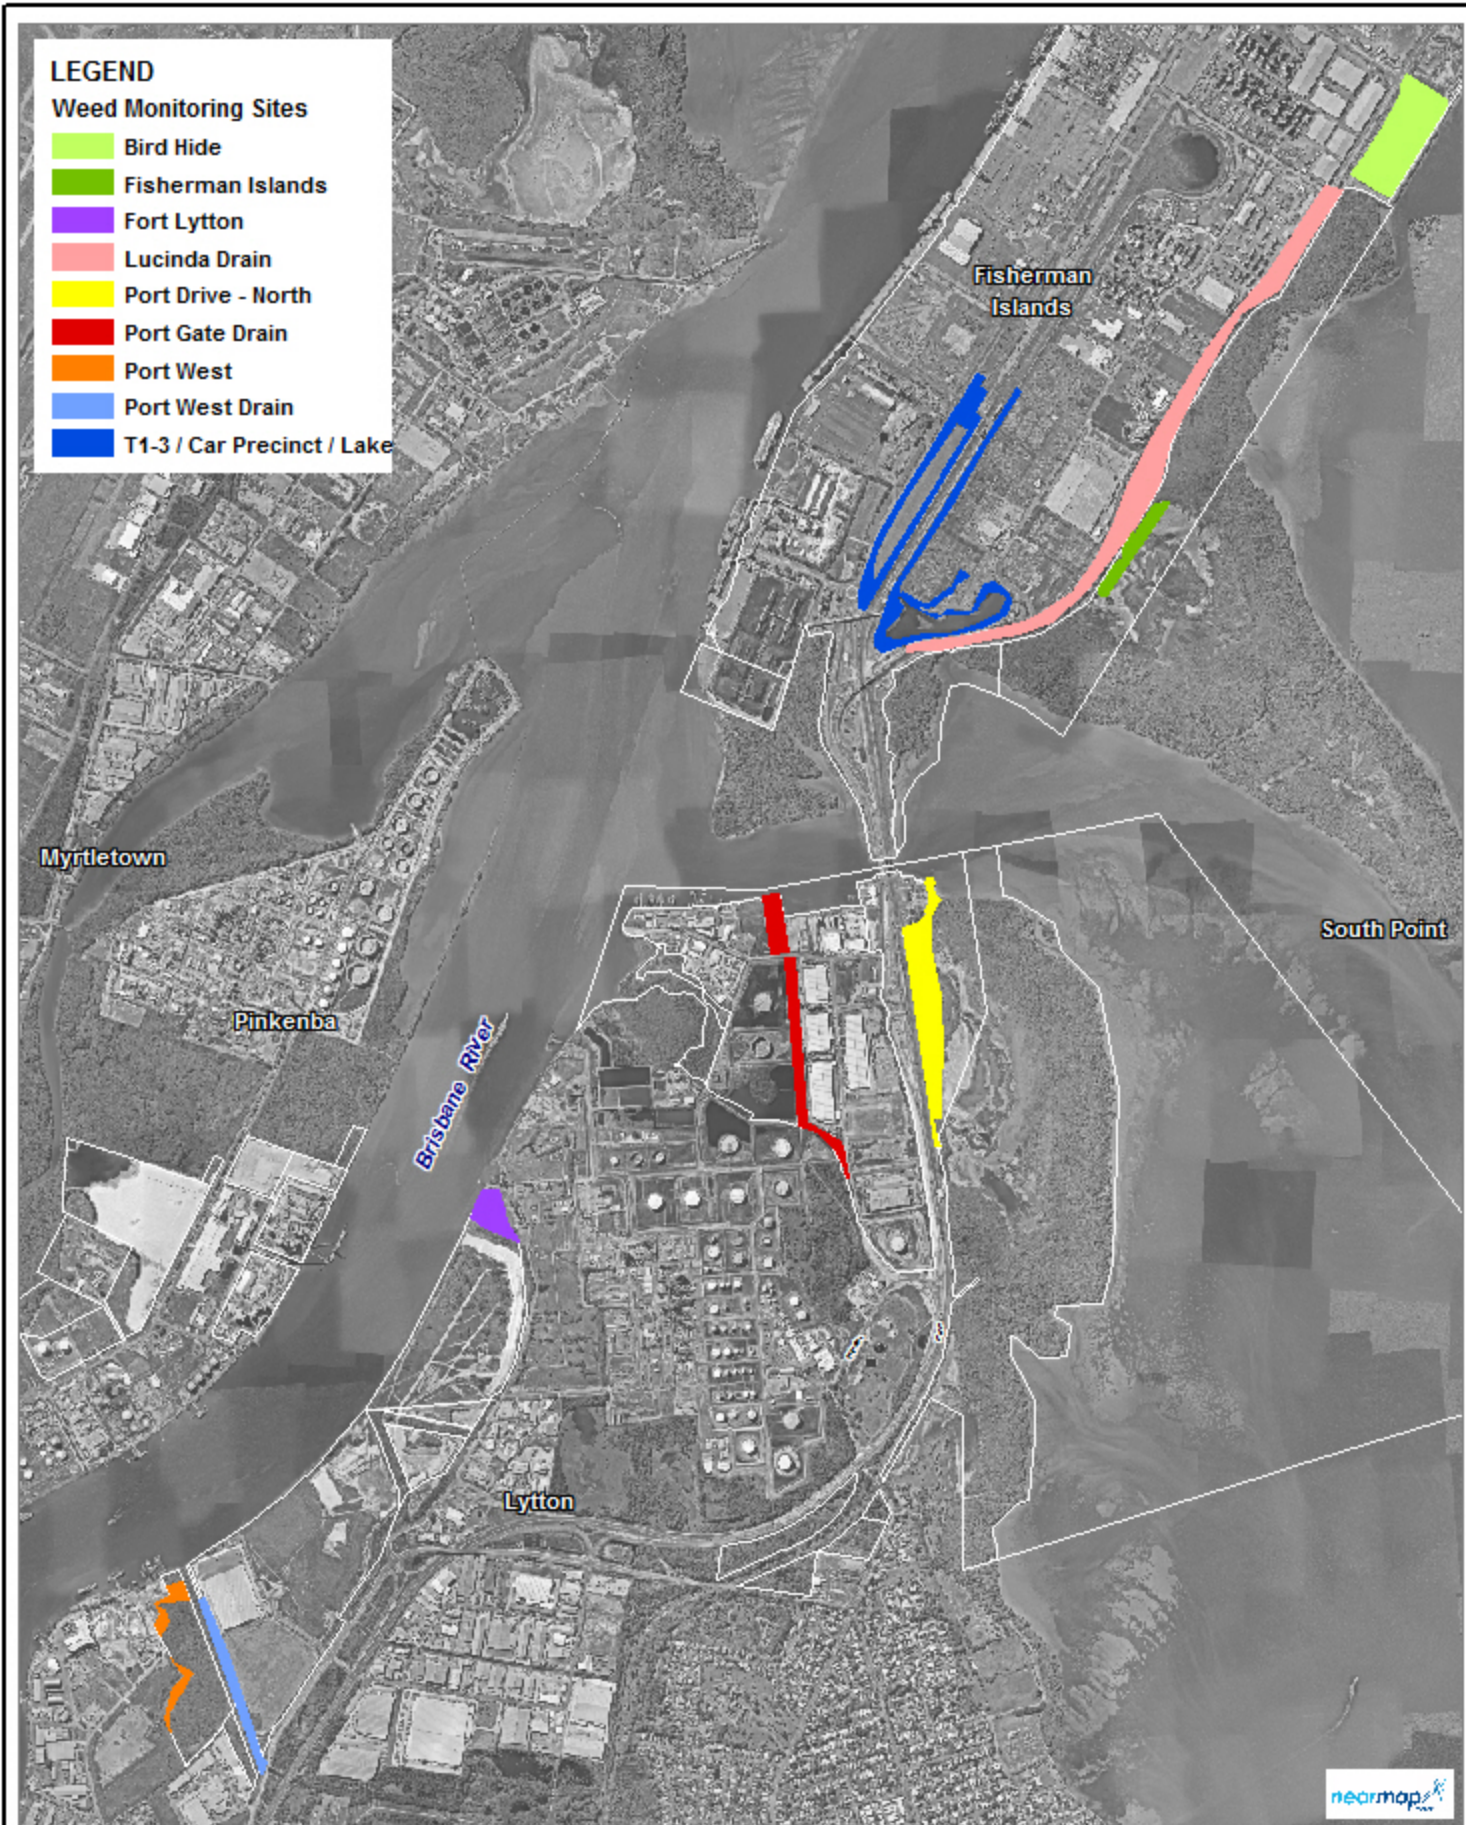 LEGEND
Weed Monitoring Sites
Bird Hide
Fisherman Islands
Fort Lytton
Lucinda Drain
Port Drive - North
Port Gate Drain
Port West
Port West Drain
T1-3 / Car Precinct / Lake
Fisherman
Islands
Myrtletown
South Point
Pinkenba
Brisbane River
Lytton
nearmap